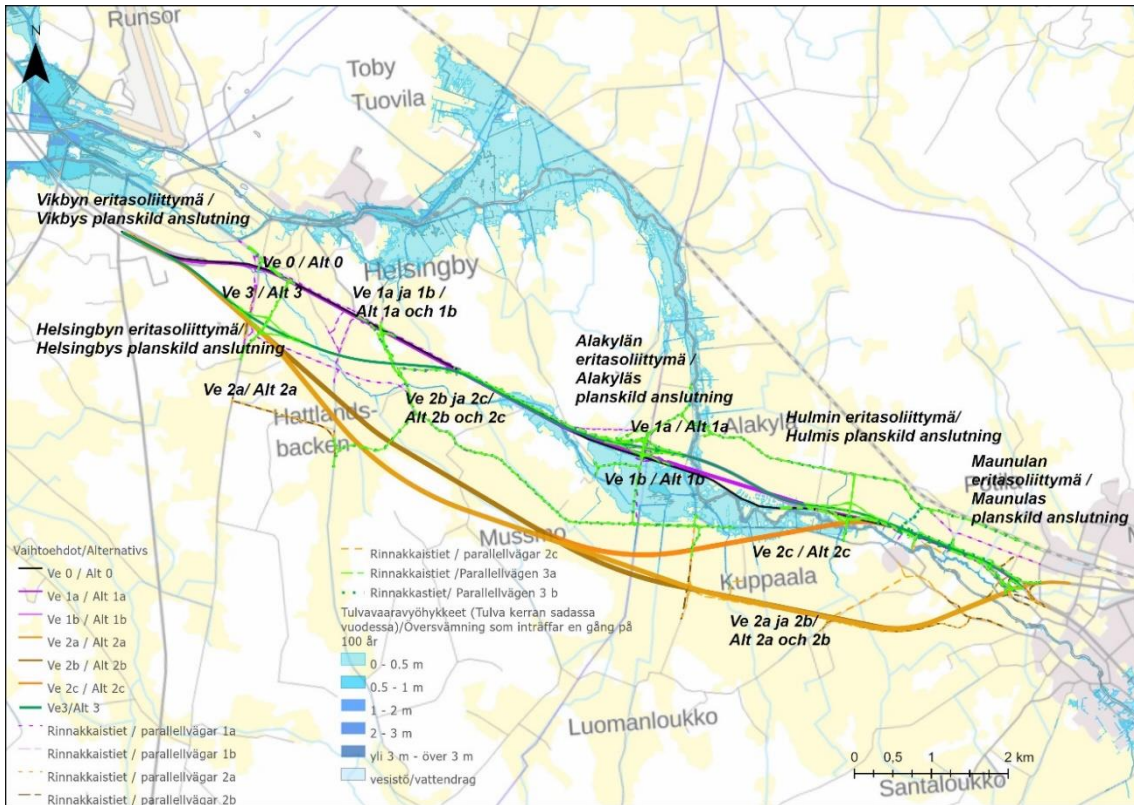 Runsor
N
Toby
Tuovila
Vikbyn eritasoliittymä /
Vikbys planskild anslutning
Ve 0 / Alt 0
Helsingby
Ve 3 / Alt 3
Ve 1a ja 1b /
Alt 1a och 1b
Helsingbyn eritasoliittymä/
Helsingbys planskild anslutning
Alakylän
eritasoliittymä /
Alakyläs
planskild anslutning
Ve 2a/ Alt 2a
Hattlands-
backen
Ve 2b ja 2c/
Alt 2b och 2c
Ve 1a / Alt 1a
Alakylä
Hulmin eritasoliittymä/
Hulmis planskild anslutning
Maunulan
eritasoliittymä /
Maunulas
planskild anslutning
Ve 1b / Alt 1b
Mussmo
Ve 2c / Alt 2c
Kuppaala
Ve 2a ja 2b/
Alt 2a och 2b
Luomanloukko
Santaloukko
0 0,5 1 2 km
Vaihtoehdot/Alternativs
Ve 0 / Alt 0
Ve 1a / Alt 1a
Ve 1b / Alt 1b
Ve 2a / Alt 2a
Ve 2b / Alt 2b
Ve 2c / Alt 2c
Ve3/Alt 3
Rinnakkaistiet / parallellvägar 1a
Rinnakkaistiet / parallellvägar 1b
Rinnakkaistiet / parallellvägar 2a
Rinnakkaistiet / parallellvägar 2b
Rinnakkaistiet / parallellvägar 2c
Rinnakkaistiet /Parallellvägen 3a
Rinnakkastiet/ Parallellvägen 3 b
Tulvavaaravyöhykkeet (Tulva kerran sadassa
vuodessa)/Översvämning som inträffar en gång på
100 år
0 - 0.5 m
0.5 - 1 m
1 - 2 m
2 - 3 m
yli 3 m - över 3 m
vesistö/vattendrag